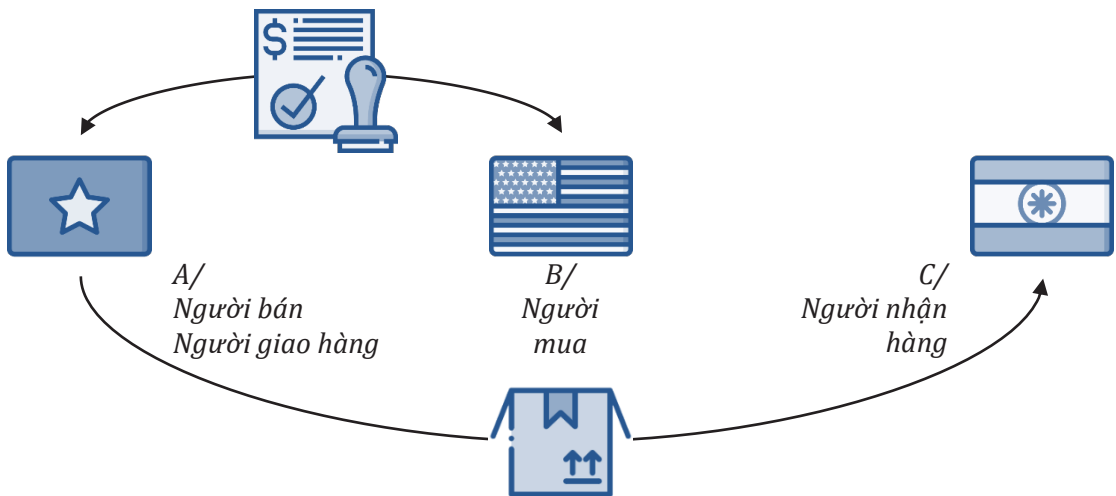 $
A/
Người bán
Người giao hàng
B/
Người
mua
C/
Người nhận
hàng